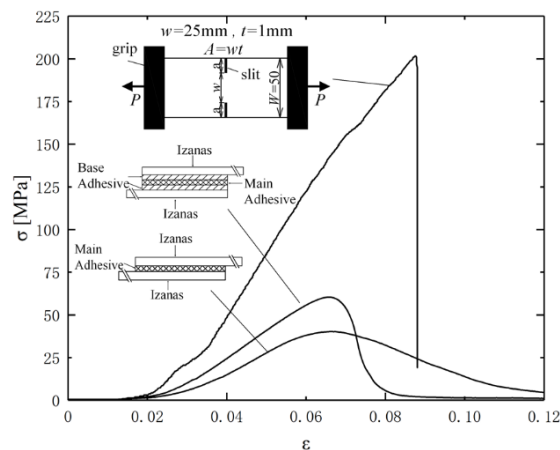 w=25mm , t=1mm
A=wt
grip
slit
a
w
a
W=50
P
P
Izanas
Base
Adhesive
Main
Adhesive
Izanas
Izanas
Main
Adhesive
Izanas
σ [MPa]
225
200
175
150
125
100
75
50
25
0
0
0.02
0.04
0.06
0.08
0.10
0.12
ε